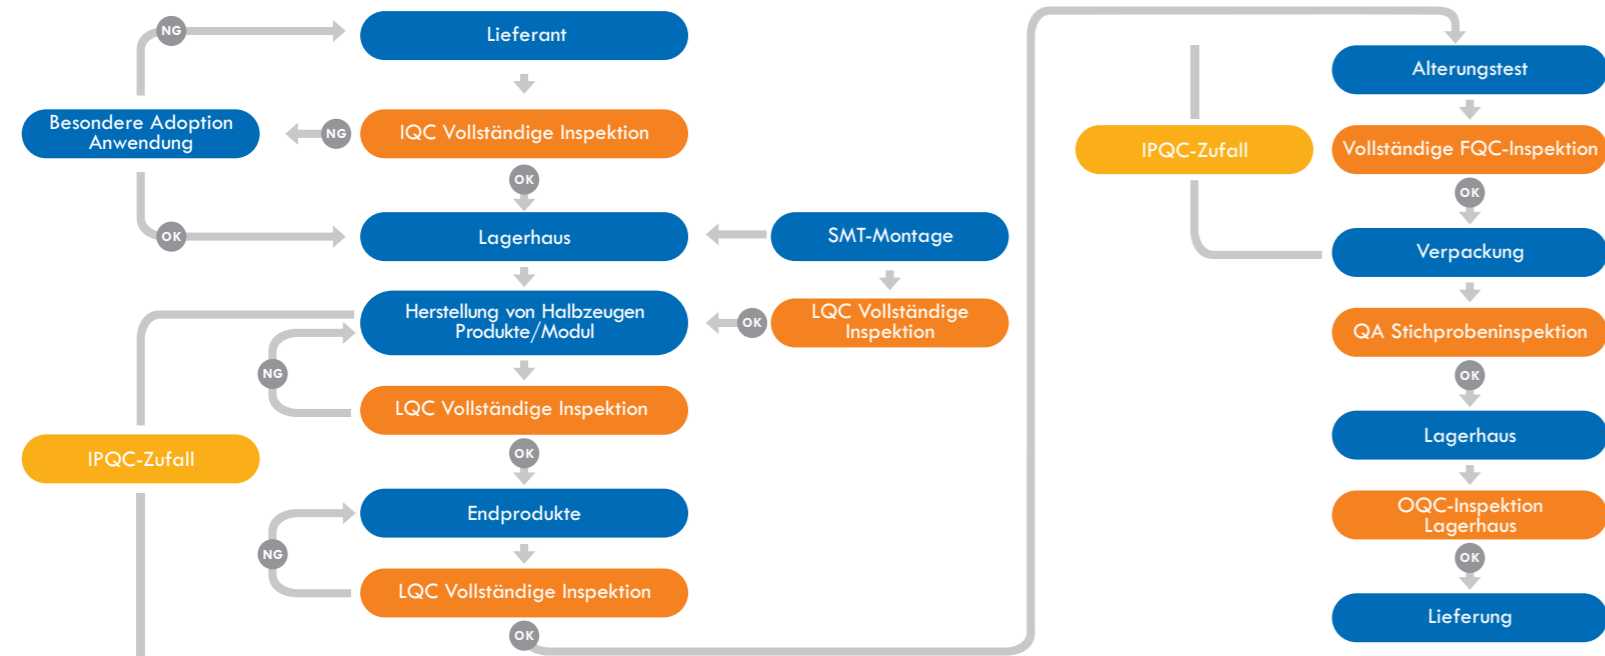 NG
Lieferant
Besondere Adoption
Anwendung
NG
IQC Vollständige Inspektion
OK
OK
Lagerhaus
SMT-Montage
Herstellung von Halbzeugen
Produkte/Modul
OK
LQC Vollständige
Inspektion
NG
LQC Vollständige Inspektion
IPQC-Zufall
OK
Endprodukte
NG
LQC Vollständige Inspektion
OK
Alterungstest
IPQC-Zufall
Vollständige FQC-Inspektion
OK
Verpackung
QA Stichprobeninspektion
OK
Lagerhaus
OQC-Inspektion
Lagerhaus
OK
Lieferung